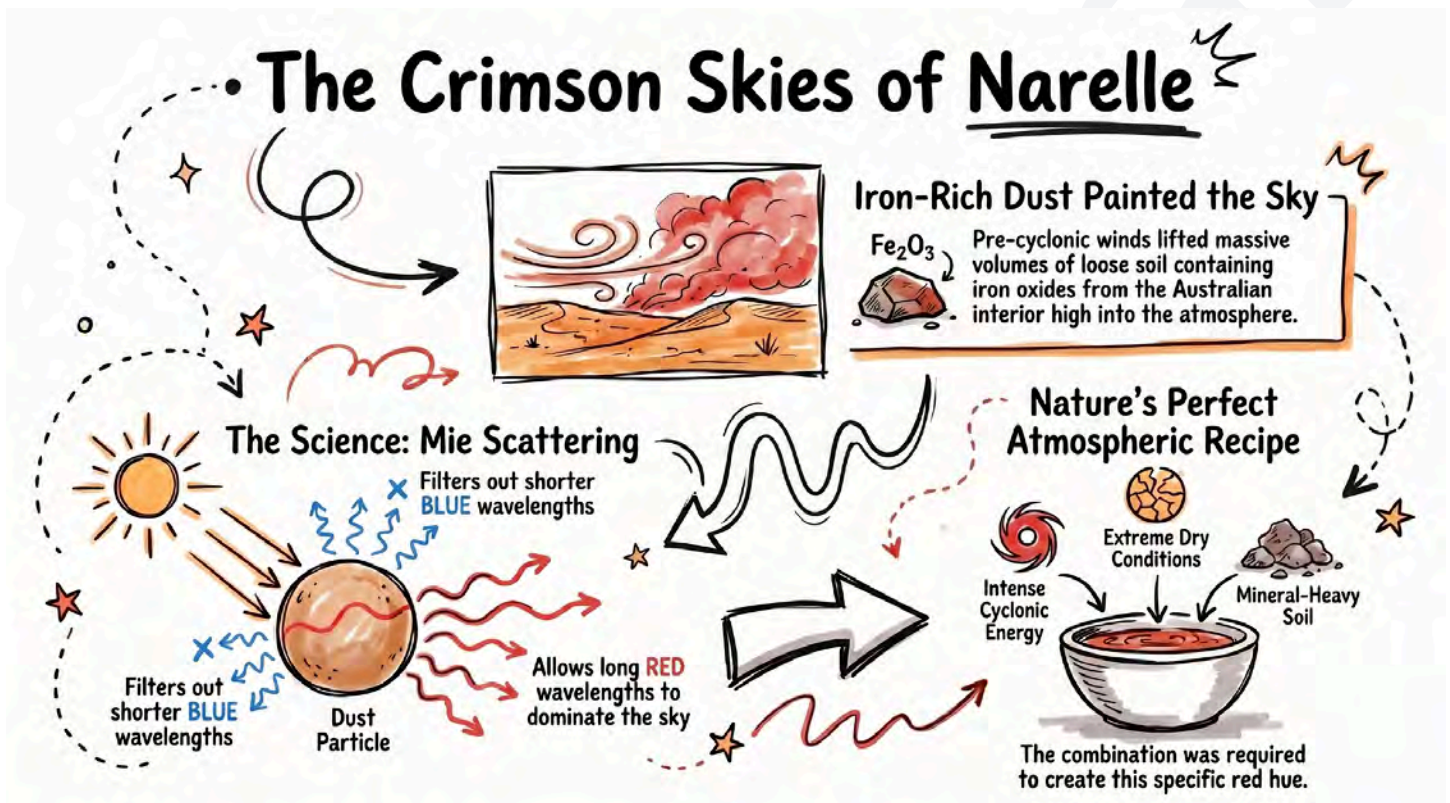 The Crimson Skies of Narelle
Iron-Rich Dust Painted the Sky
Fe₂O₃
Pre-cyclonic winds lifted massive
volumes of loose soil containing
iron oxides from the Australian
interior high into the atmosphere.
The Science: Mie Scattering
Filters out shorter
BLUE wavelengths
Filters out
shorter BLUE
wavelengths
Dust
Particle
Allows long RED
wavelengths to
dominate the sky
Nature's Perfect
Atmospheric Recipe
Intense
Cyclonic
Energy
Extreme Dry
Conditions
Mineral-Heavy
Soil
The combination was required
to create this specific red hue.